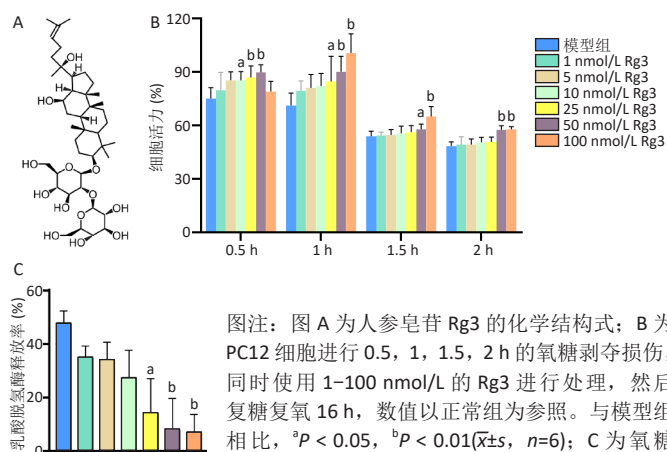 A
OH
OH
H
H
H
HO
O
HO
O
HO
OH
O
OH
O
HO
OH
OH
B
细胞活力 (%)
120
90
60
30
0
a b b
a b b
a b
b b
0.5 h 1 h 1.5 h 2 h
模型组
1 nmol/L Rg3
5 nmol/L Rg3
10 nmol/L Rg3
25 nmol/L Rg3
50 nmol/L Rg3
100 nmol/L Rg3
C
乳酸脱氢酶释放率 (%)
60
40
20
0
a b b
图注：图 A 为人参皂苷 Rg3 的化学结构式；B 为
PC12 细胞进行 0.5，1，1.5，2 h 的氧糖剥夺损伤，
同时使用 1−100 nmol/L 的 Rg3 进行处理，然后
复糖复氧 16 h，数值以正常组为参照。与模型组
相比，ᵃP < 0.05，ᵇP < 0.01(x̅±s，n=6)；C 为氧糖